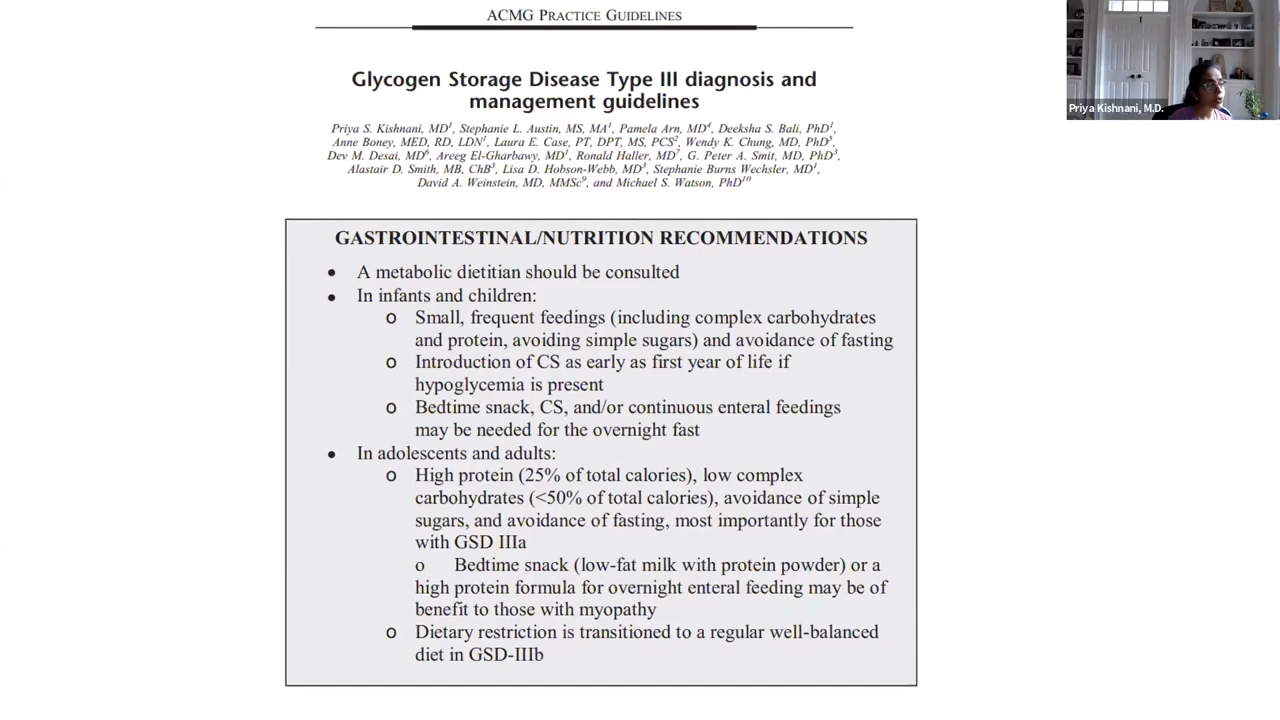 ACMG PRACTICE GUIDELINES
Glycogen Storage Disease Type III diagnosis and
management guidelines
Priya S. Kishnani, MD1, Stephanie L. Austin, MS, MA1, Pamela Arn, MD4, Deeksha S. Bali, PhD1,
Anne Boney, MED, RD, LDN1, Laura E. Case, PT, DPT, MS, PCS2, Wendy K. Chung, MD, PhD5,
Dev M. Desai, MD6, Areeg El-Gharbawy, MD1, Ronald Haller, MD7, G. Peter A. Smit, MD, PhD3,
Alastair D. Smith, MB, ChB3, Lisa D. Hobson-Webb, MD3, Stephanie Burns Wechsler, MD1,
David A. Weinstein, MD, MMSc9, and Michael S. Watson, PhD10
Priya Kishnani, M.D.
GASTROINTESTINAL/NUTRITION RECOMMENDATIONS
• A metabolic dietitian should be consulted
• In infants and children:
o Small, frequent feedings (including complex carbohydrates
and protein, avoiding simple sugars) and avoidance of fasting
o Introduction of CS as early as first year of life if
hypoglycemia is present
o Bedtime snack, CS, and/or continuous enteral feedings
may be needed for the overnight fast
• In adolescents and adults:
o High protein (25% of total calories), low complex
carbohydrates (<50% of total calories), avoidance of simple
sugars, and avoidance of fasting, most importantly for those
with GSD IIIa
o Bedtime snack (low-fat milk with protein powder) or a
high protein formula for overnight enteral feeding may be of
benefit to those with myopathy
o Dietary restriction is transitioned to a regular well-balanced
diet in GSD-IIIb